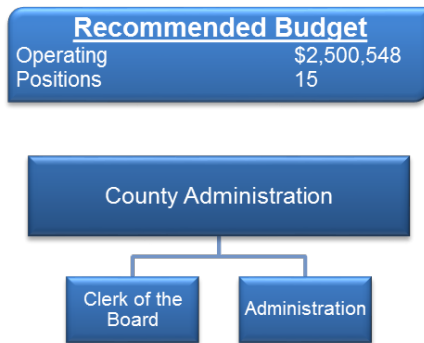 Recommended Budget
Operating $2,500,548
Positions 15
County Administration
Clerk of the
Board
Administration